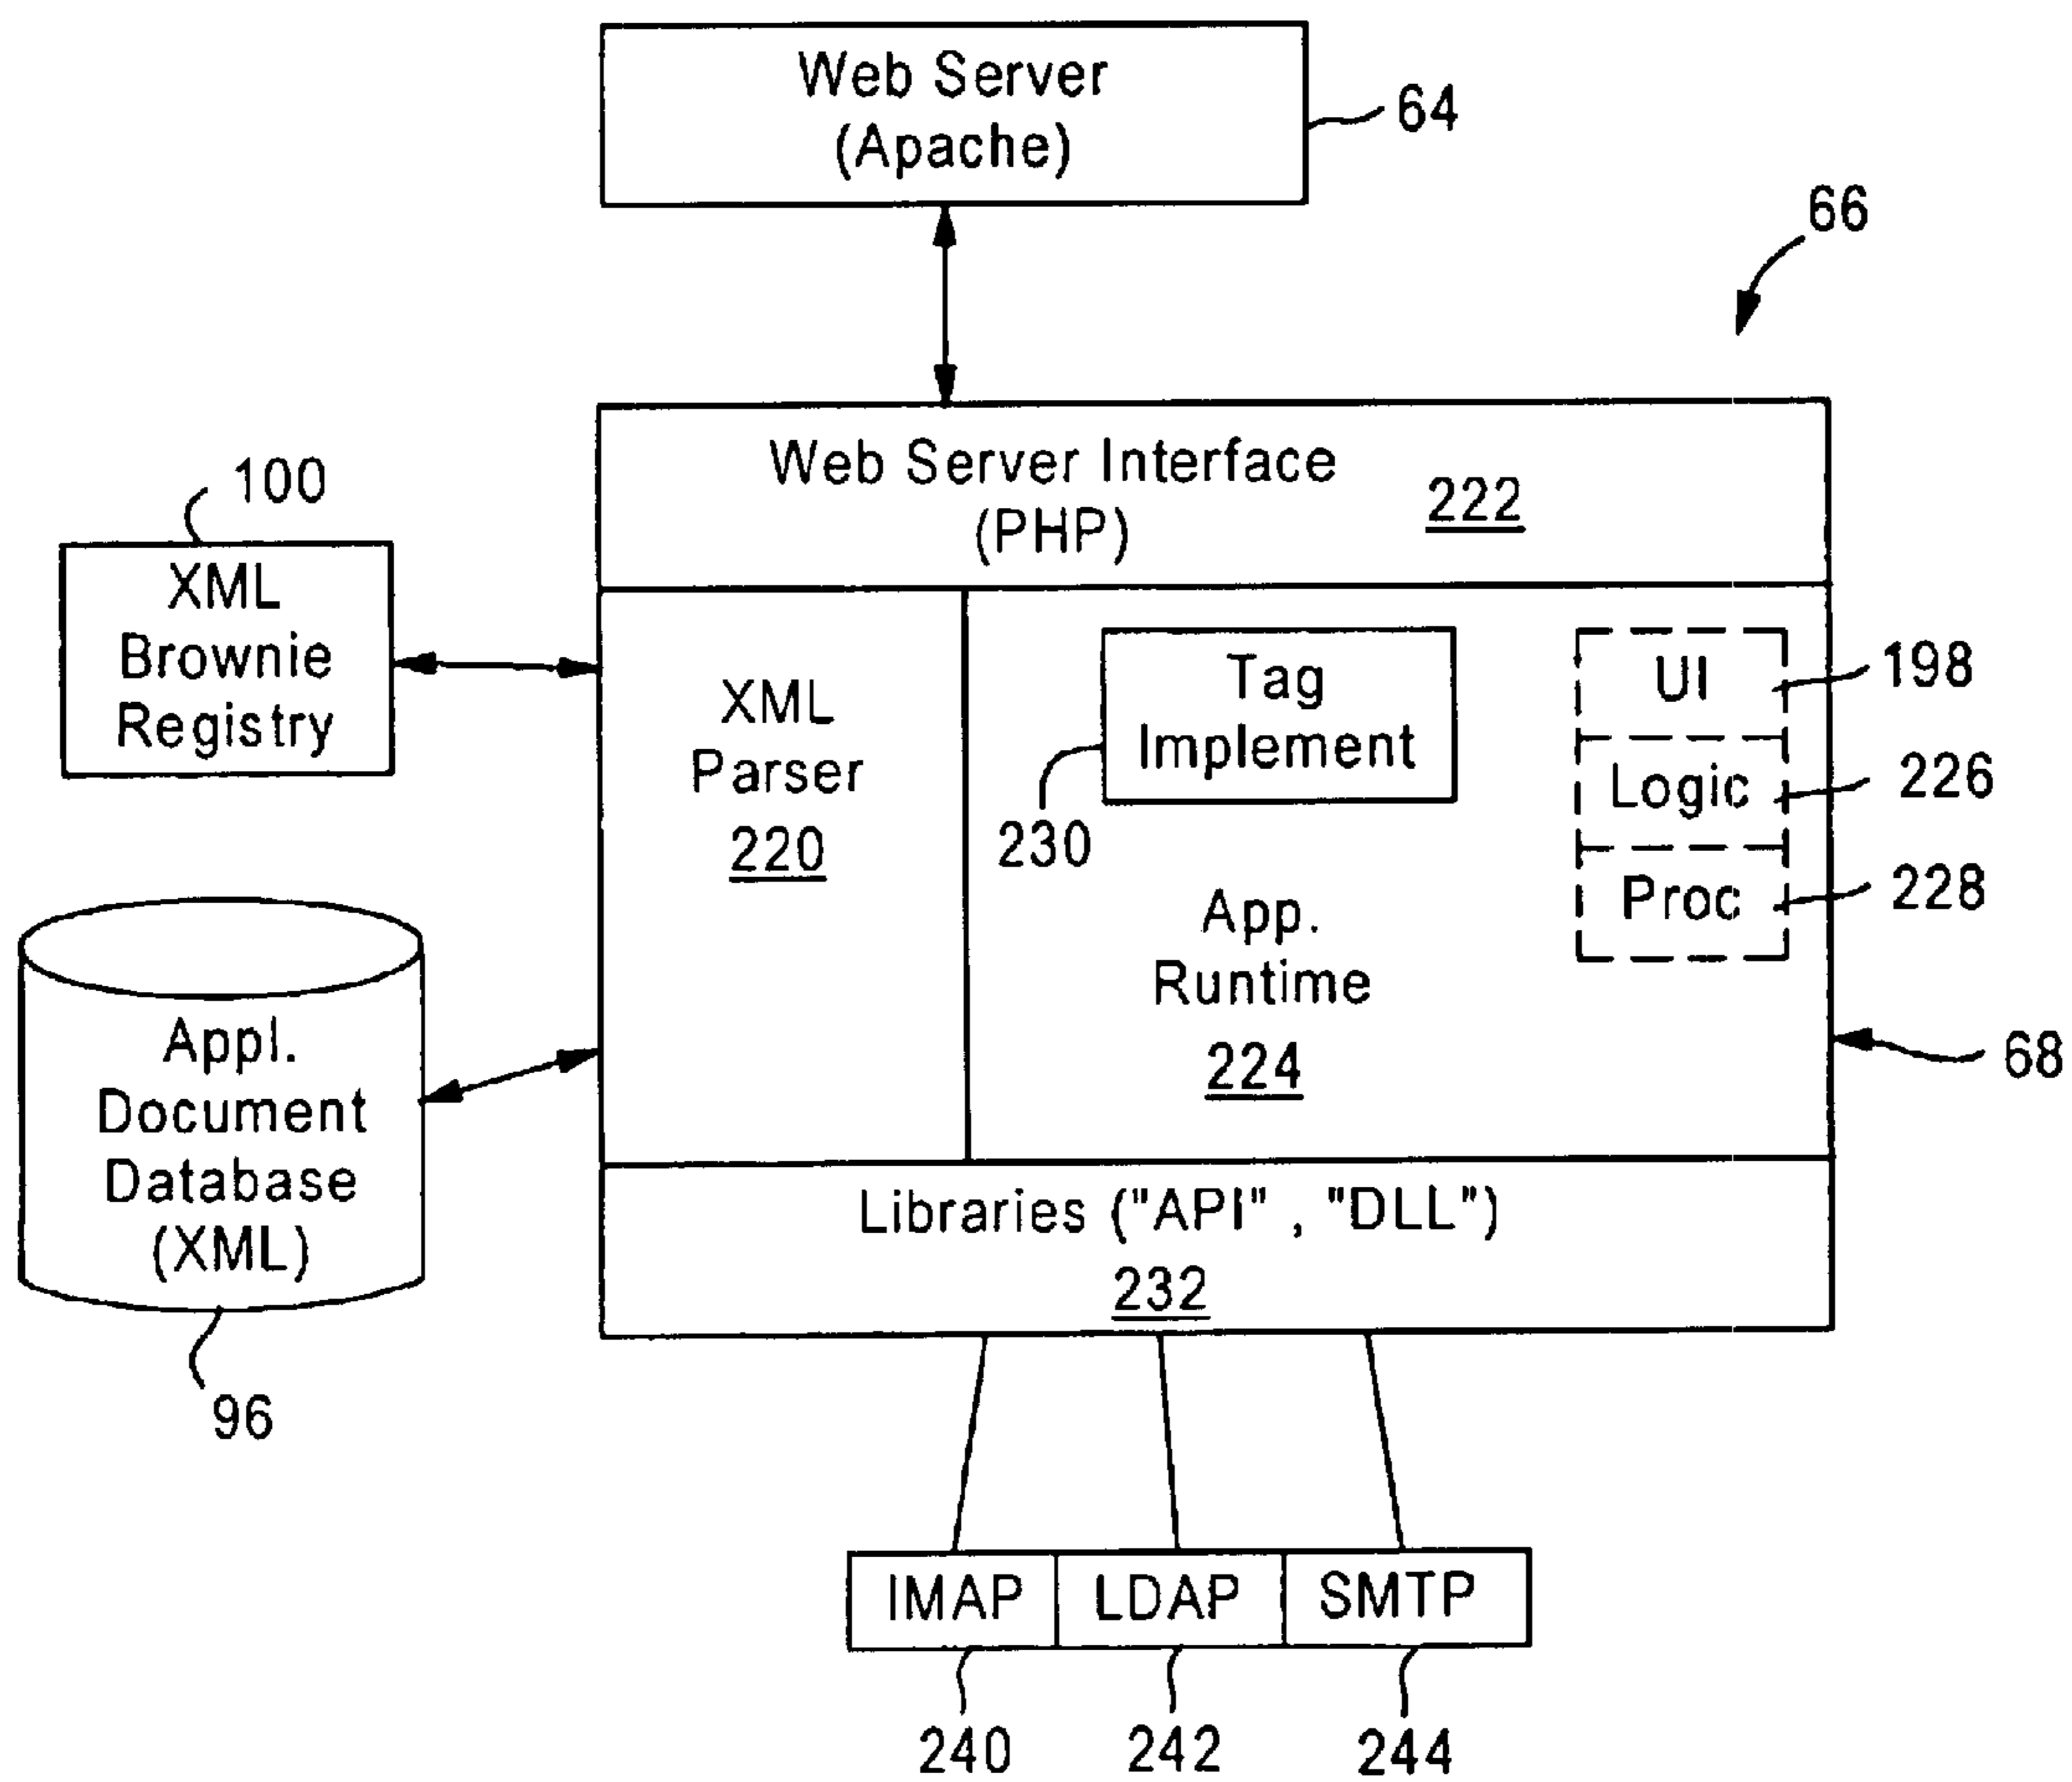 Web Server
(Apache)
64
66
Web Server Interface
(PHP)
222
100
XML
Brownie
Registry
XML
Parser
220
Tag
Implement
230
UI
198
Logic
226
Proc
228
App.
Runtime
224
68
Appl.
Document
Database
(XML)
96
Libraries ("API" , "DLL")
232
IMAP
LDAP
SMTP
240
242
244